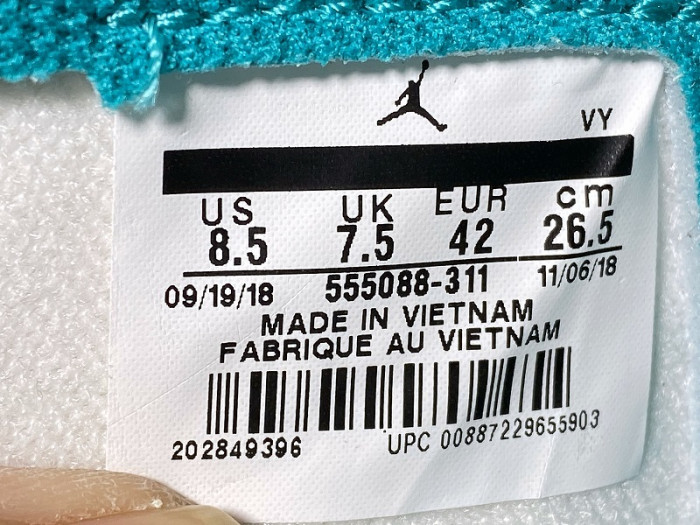 VY
US UK EUR cm
8.5 7.5 42 26.5
09/19/18 555088-311 11/06/18
MADE IN VIETNAM
FABRIQUE AU VIETNAM
202849396 UPC 00887229655903